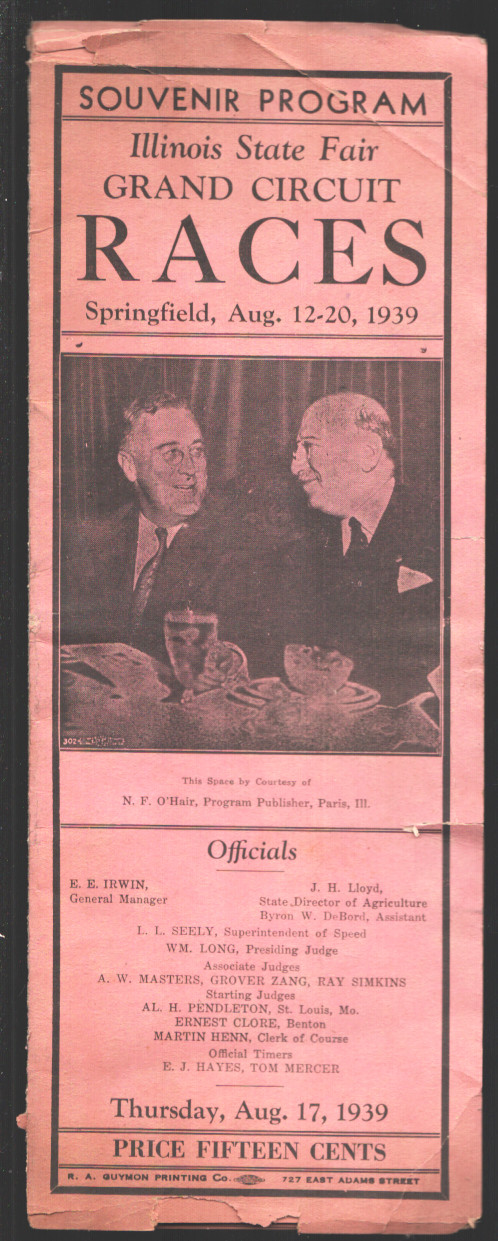 SOUVENIR PROGRAM
Illinois State Fair
GRAND CIRCUIT
RACES
Springfield, Aug. 12-20, 1939
This Space by Courtesy of
N. F. O'Hair, Program Publisher, Paris, Ill.
Officials
E. E. IRWIN,
General Manager
J. H. Lloyd,
State Director of Agriculture
Byron W. DeBord, Assistant
L. L. SEELY, Superintendent of Speed
WM. LONG, Presiding Judge
Associate Judges
A. W. MASTERS, GROVER ZANG, RAY SIMKINS
Starting Judges
AL. H. PENDLETON, St. Louis, Mo.
ERNEST CLORE, Benton
MARTIN HENN, Clerk of Course
Official Timers
E. J. HAYES, TOM MERCER
Thursday, Aug. 17, 1939
PRICE FIFTEEN CENTS
R. A. GUYMON PRINTING Co. 727 EAST ADAMS STREET